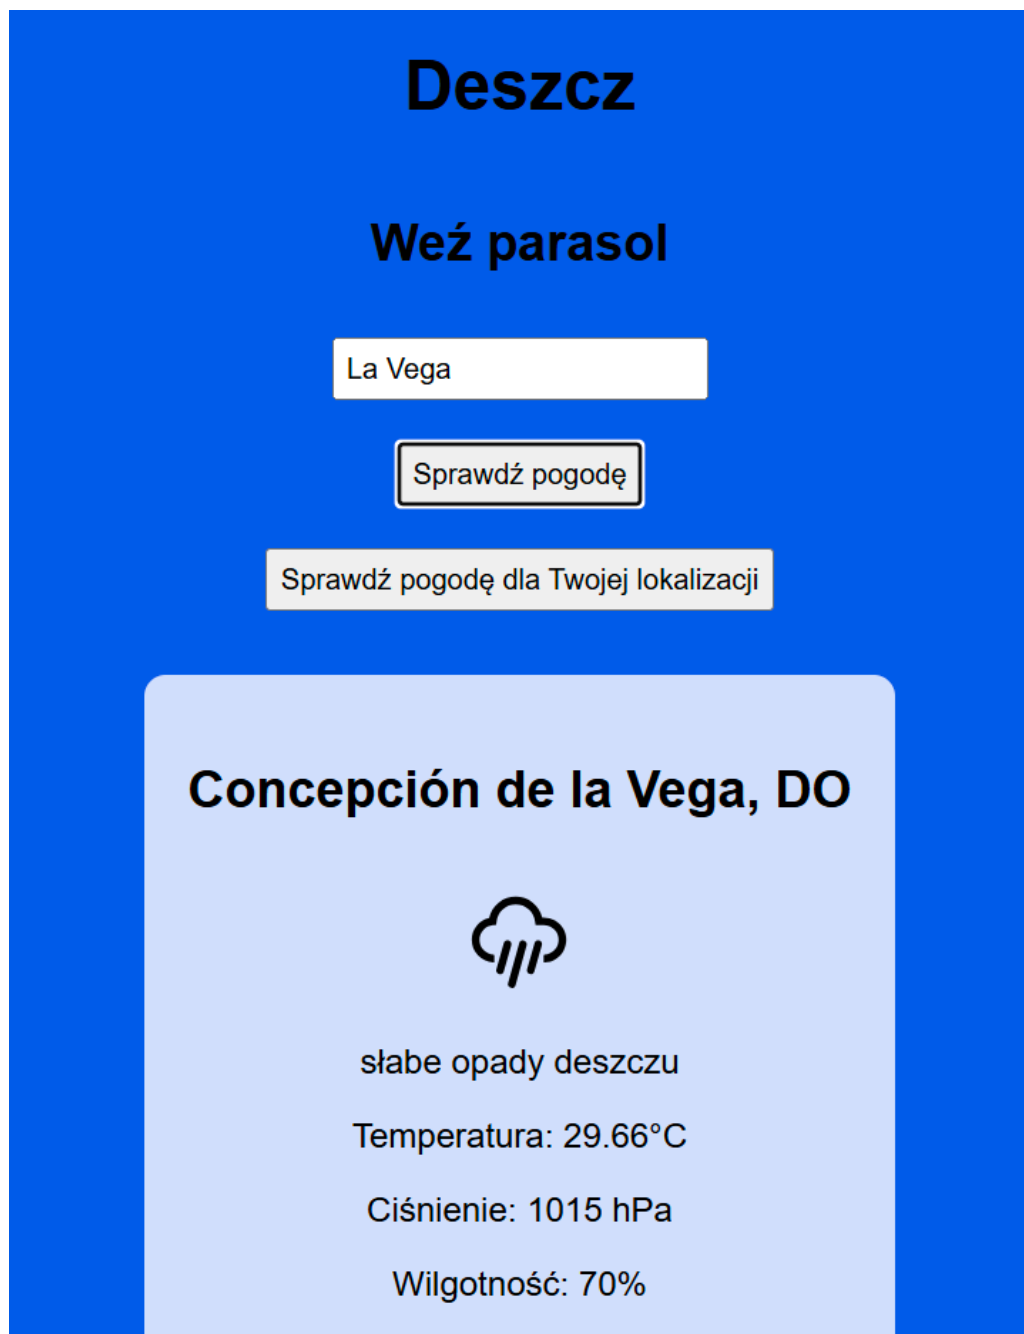 Deszcz
Weź parasol
La Vega
Sprawdź pogodę
Sprawdź pogodę dla Twojej lokalizacji
Concepción de la Vega, DO
słabe opady deszczu
Temperatura: 29.66°C
Ciśnienie: 1015 hPa
Wilgotność: 70%